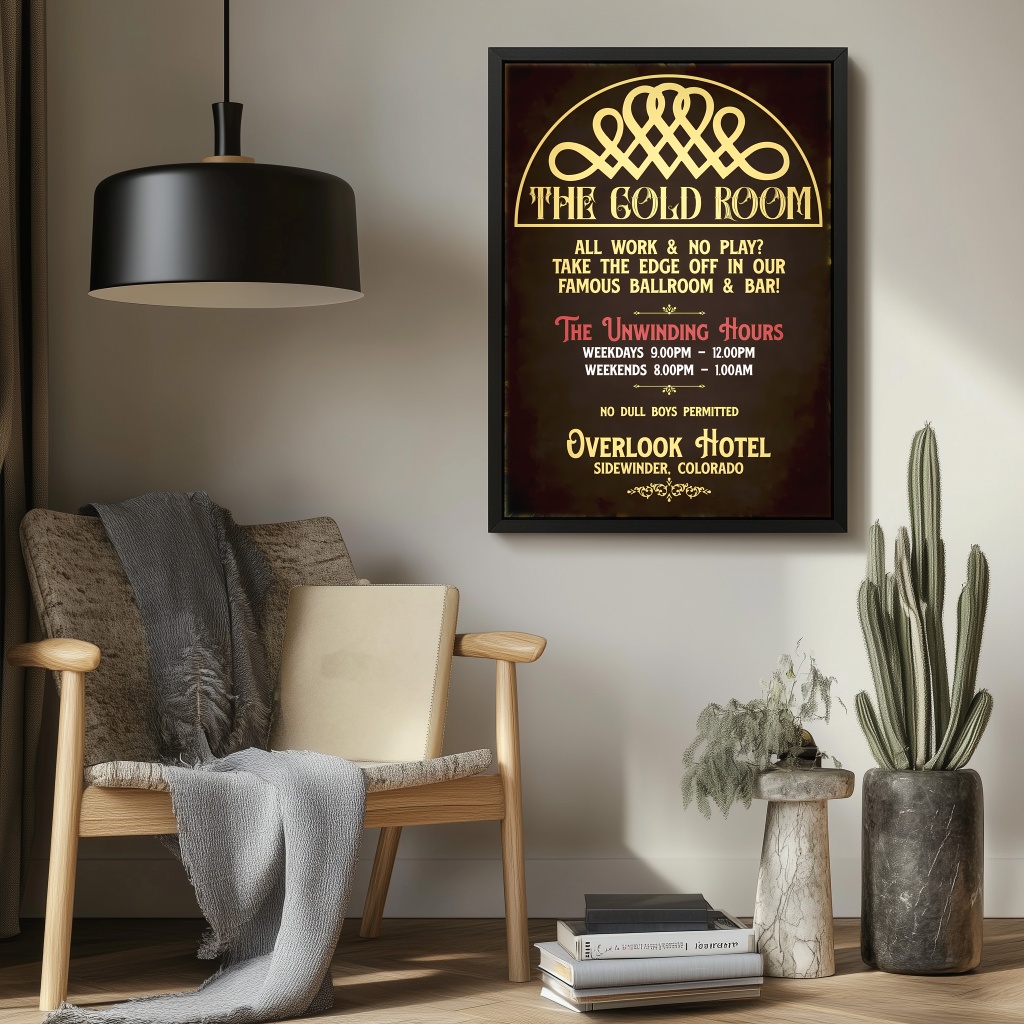 THE GOLD ROOM
ALL WORK & NO PLAY?
TAKE THE EDGE OFF IN OUR
FAMOUS BALLROOM & BAR!
The Unwinding Hours
WEEKDAYS 9.00PM – 12.00PM
WEEKENDS 8.00PM – 1.00AM
NO DULL BOYS PERMITTED
Overlook Hotel
SIDEWINDER, COLORADO